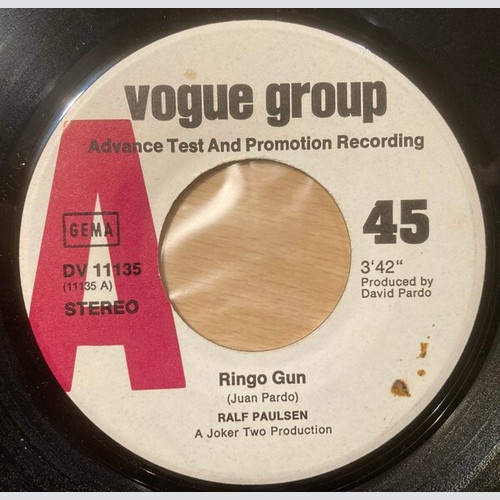 vogue group
Advance Test And Promotion Recording
A
GEMA
45
DV 11135
(11135 A)
STEREO
3'42"
Produced by
David Pardo
Ringo Gun
(Juan Pardo)
RALF PAULSEN
A Joker Two Production